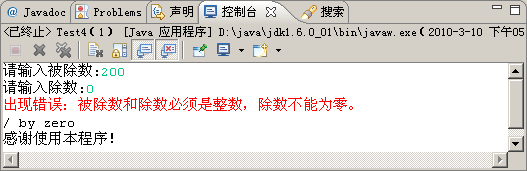 Javadoc Problems 声明 控制台 搜索
<已终止> Test4 (1) [Java 应用程序] D:\java\jdk1.6.0_01\bin\javaw.exe (2010-3-10 下午05
请输入被除数:200
请输入除数:0
出现错误: 被除数和除数必须是整数, 除数不能为零。
/ by zero
感谢使用本程序!